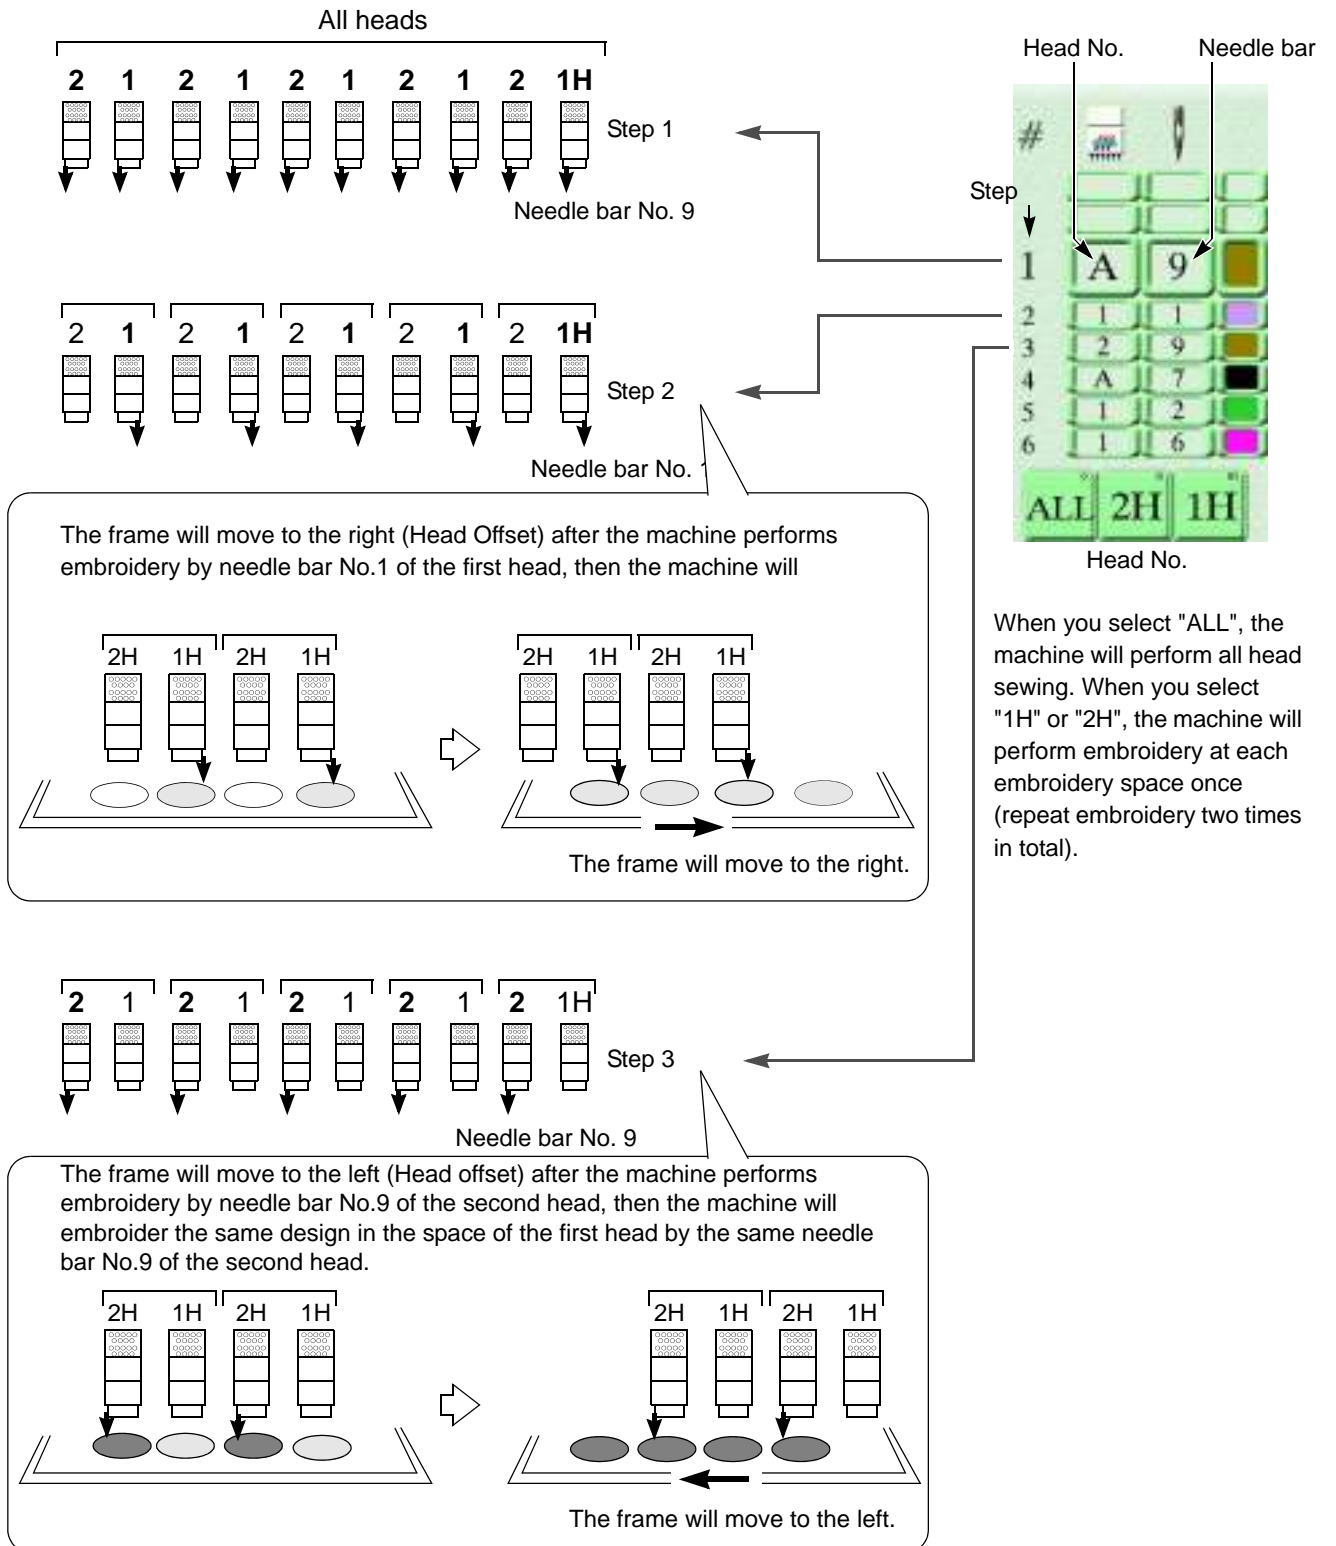 All heads
2 1 2 1 2 1 2 1 2 1H
Step 1
Needle bar No. 9
2 1 2 1 2 1 2 1 2 1H
Step 2
Needle bar No.
The frame will move to the right (Head Offset) after the machine performs
embroidery by needle bar No.1 of the first head, then the machine will
2H 1H 2H 1H
2H 1H 2H 1H
The frame will move to the right.
2 1 2 1 2 1 2 1 2 1H
Step 3
Needle bar No. 9
The frame will move to the left (Head offset) after the machine performs
embroidery by needle bar No.9 of the second head, then the machine will
embroider the same design in the space of the first head by the same needle
bar No.9 of the second head.
2H 1H 2H 1H
2H 1H 2H 1H
The frame will move to the left.
Head No. Needle bar
#
Step
1 A 9
2 1 1
3 2 9
4 A 7
5 1 2
6 1 6
ALL 2H 1H
Head No.
When you select "ALL", the
machine will perform all head
sewing. When you select
"1H" or "2H", the machine will
perform embroidery at each
embroidery space once
(repeat embroidery two times
in total).